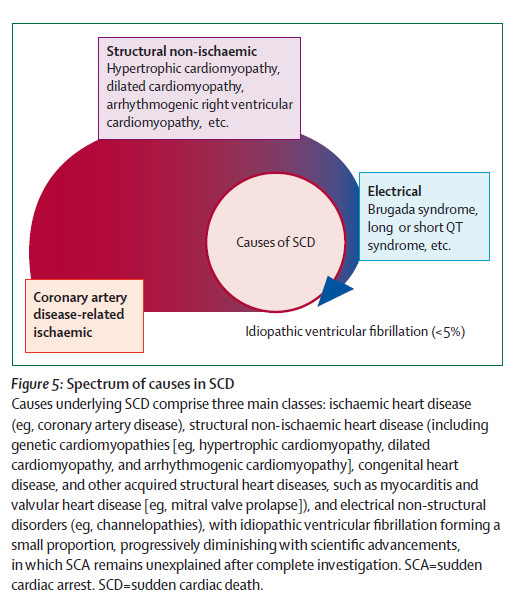 Structural non-ischaemic
Hypertrophic cardiomyopathy,
dilated cardiomyopathy,
arrhythmogenic right ventricular
cardiomyopathy, etc.
Electrical
Brugada syndrome,
long or short QT
syndrome, etc.
Causes of SCD
Coronary artery
disease-related
ischaemic
Idiopathic ventricular fibrillation (<5%)
Figure 5: Spectrum of causes in SCD
Causes underlying SCD comprise three main classes: ischaemic heart disease
(eg, coronary artery disease), structural non-ischaemic heart disease (including
genetic cardiomyopathies [eg, hypertrophic cardiomyopathy, dilated
cardiomyopathy, and arrhythmogenic cardiomyopathy], congenital heart
disease, and other acquired structural heart diseases, such as myocarditis and
valvular heart disease [eg, mitral valve prolapse]), and electrical non-structural
disorders (eg, channelopathies), with idiopathic ventricular fibrillation forming a
small proportion, progressively diminishing with scientific advancements,
in which SCA remains unexplained after complete investigation. SCA=sudden
cardiac arrest. SCD=sudden cardiac death.